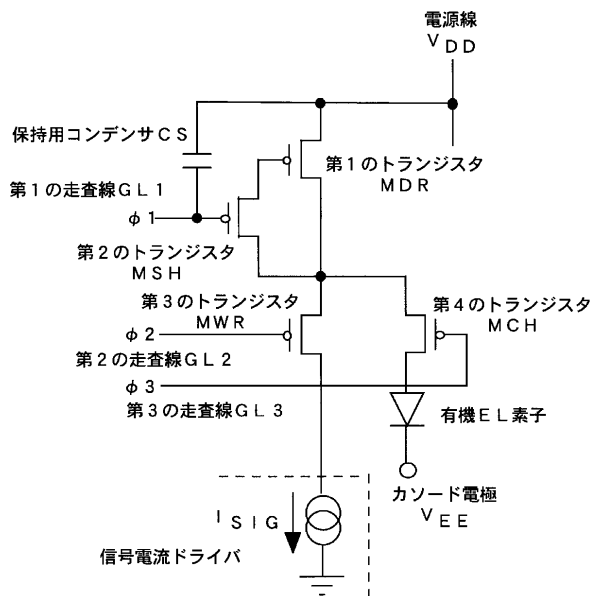 電源線
VDD
保持用コンデンサCS
第1のトランジスタ
MDR
第1の走査線GL1
φ1
第2のトランジスタ
MSH
第3のトランジスタ
MWR
第4のトランジスタ
MCH
φ2
第2の走査線GL2
φ3
第3の走査線GL3
有機EL素子
カソード電極
VEE
ISIG
信号電流ドライバ